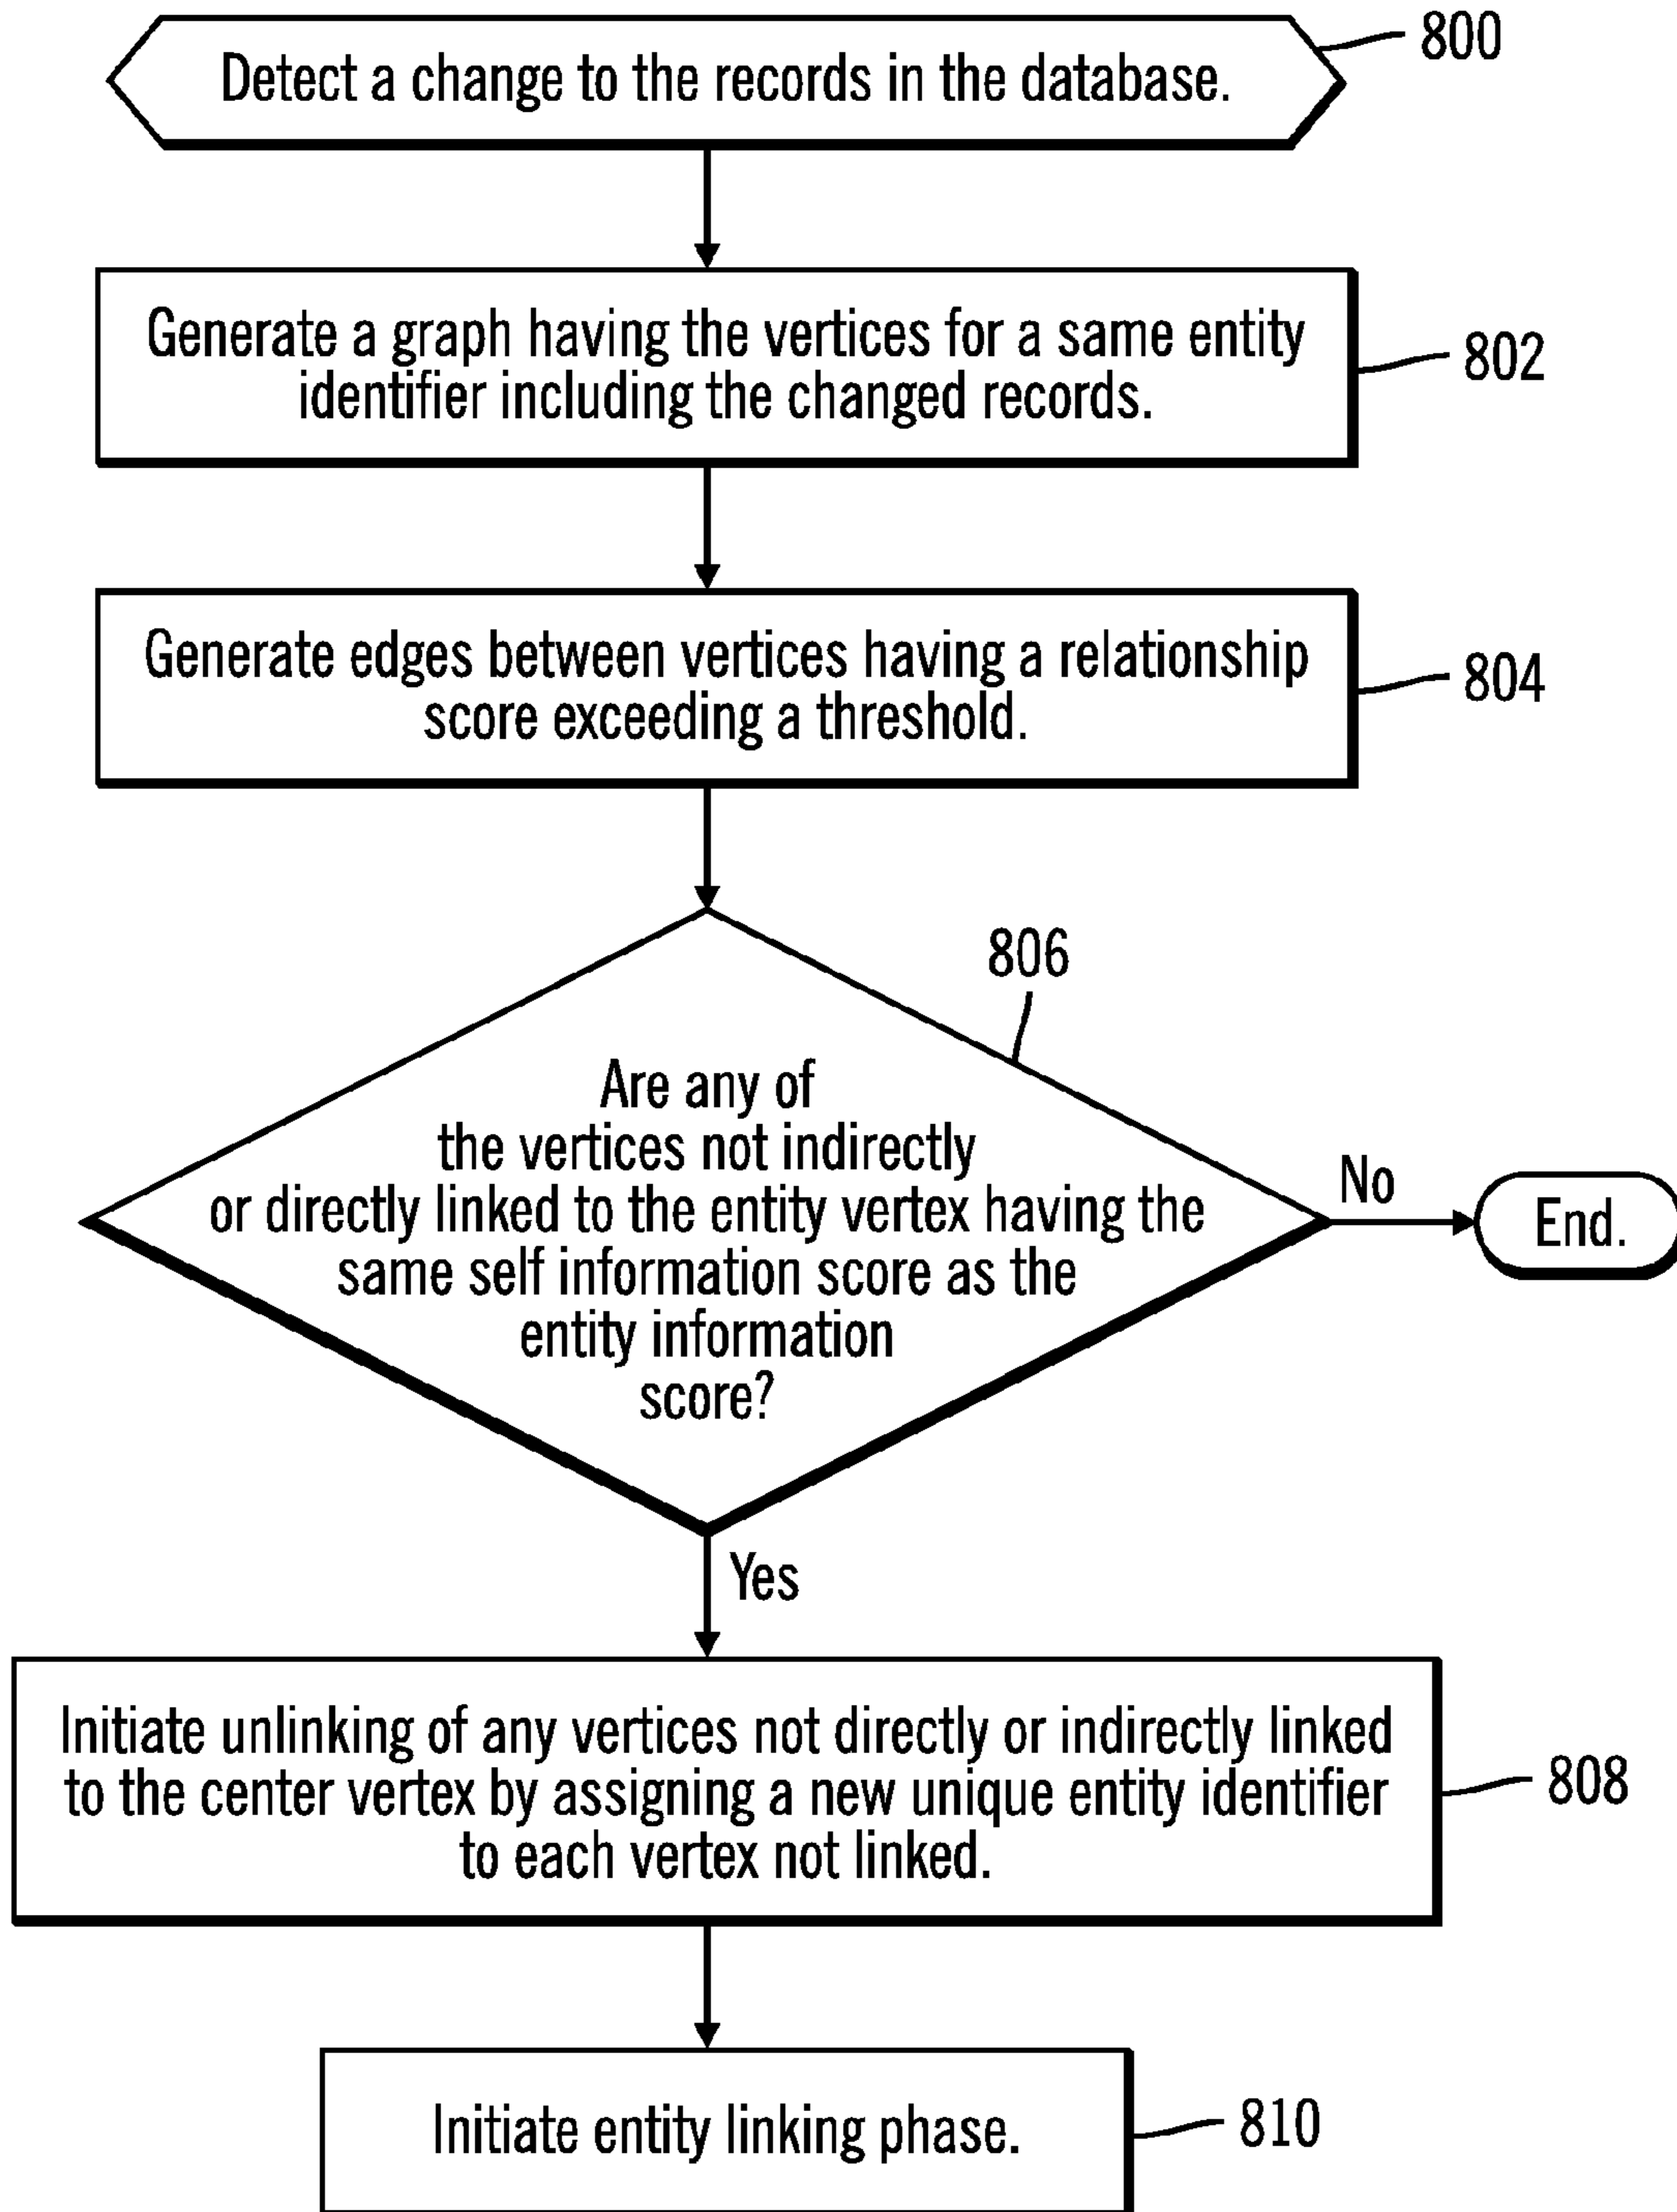 Detect a change to the records in the database.
800
Generate a graph having the vertices for a same entity
identifier including the changed records.
802
Generate edges between vertices having a relationship
score exceeding a threshold.
804
806
Are any of
the vertices not indirectly
or directly linked to the entity vertex having the
same self information score as the
entity information
score?
No
End.
Yes
Initiate unlinking of any vertices not directly or indirectly linked
to the center vertex by assigning a new unique entity identifier
to each vertex not linked.
808
Initiate entity linking phase.
810